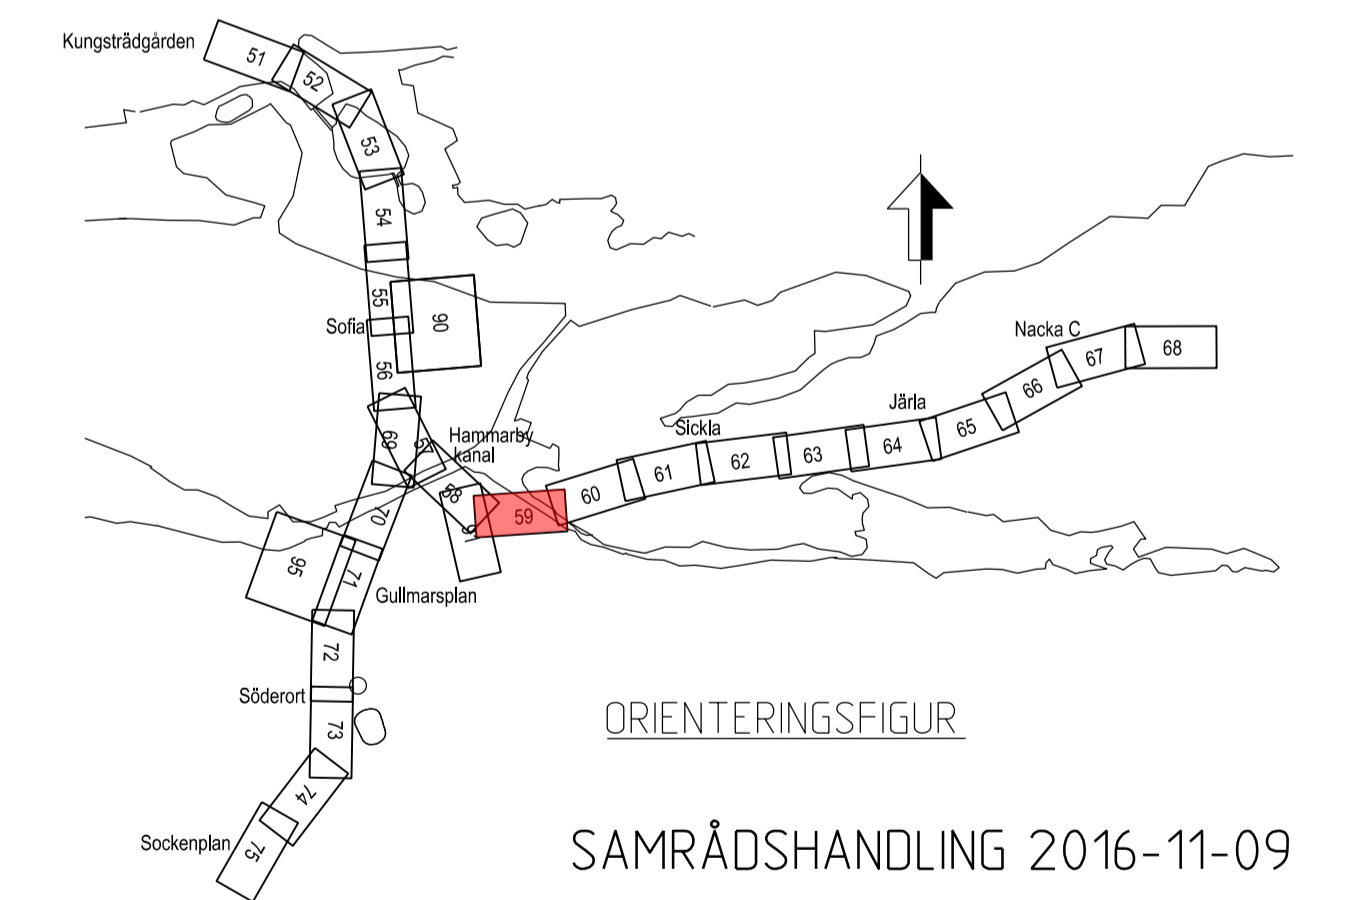 Kungsträdgården
51
52
53
54
55
Sofia
90
56
69
57
Hammarby
kanal
58
59
60
61
62
63
64
65
66
67
68
Sickla
Järla
Nacka C
70
95
71
Gullmarsplan
72
Söderort
73
74
Sockenplan
75
ORIENTERINGSFIGUR
SAMRÅDSHANDLING 2016-11-09